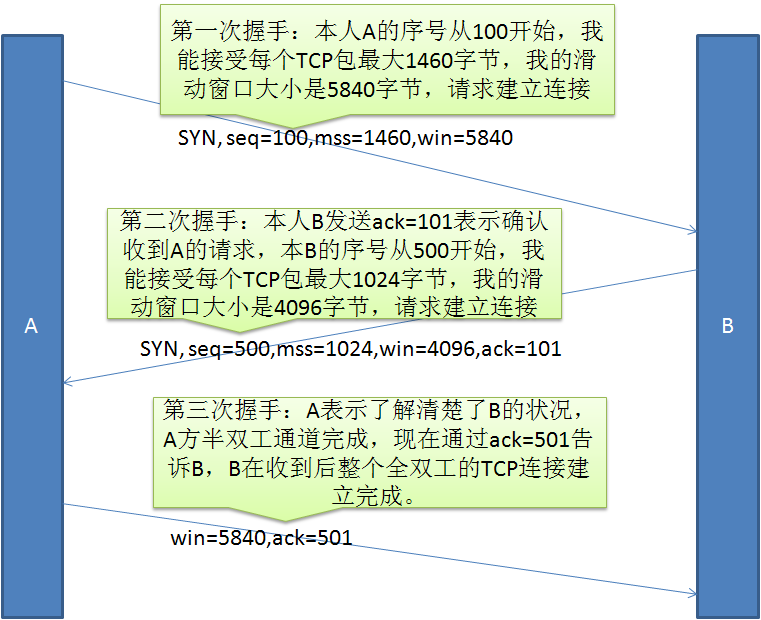 第一次握手：本人A的序号从100开始，我
能接受每个TCP包最大1460字节，我的滑
动窗口大小是5840字节，请求建立连接
SYN, seq=100,mss=1460,win=5840
第二次握手：本人B发送ack=101表示确认
收到A的请求，本B的序号从500开始，我
能接受每个TCP包最大1024字节，我的滑
动窗口大小是4096字节，请求建立连接
A
B
SYN, seq=500,mss=1024,win=4096,ack=101
第三次握手：A表示了解清楚了B的状况，
A方半双工通道完成，现在通过ack=501告
诉B，B在收到后整个全双工的TCP连接建
立完成。
win=5840,ack=501